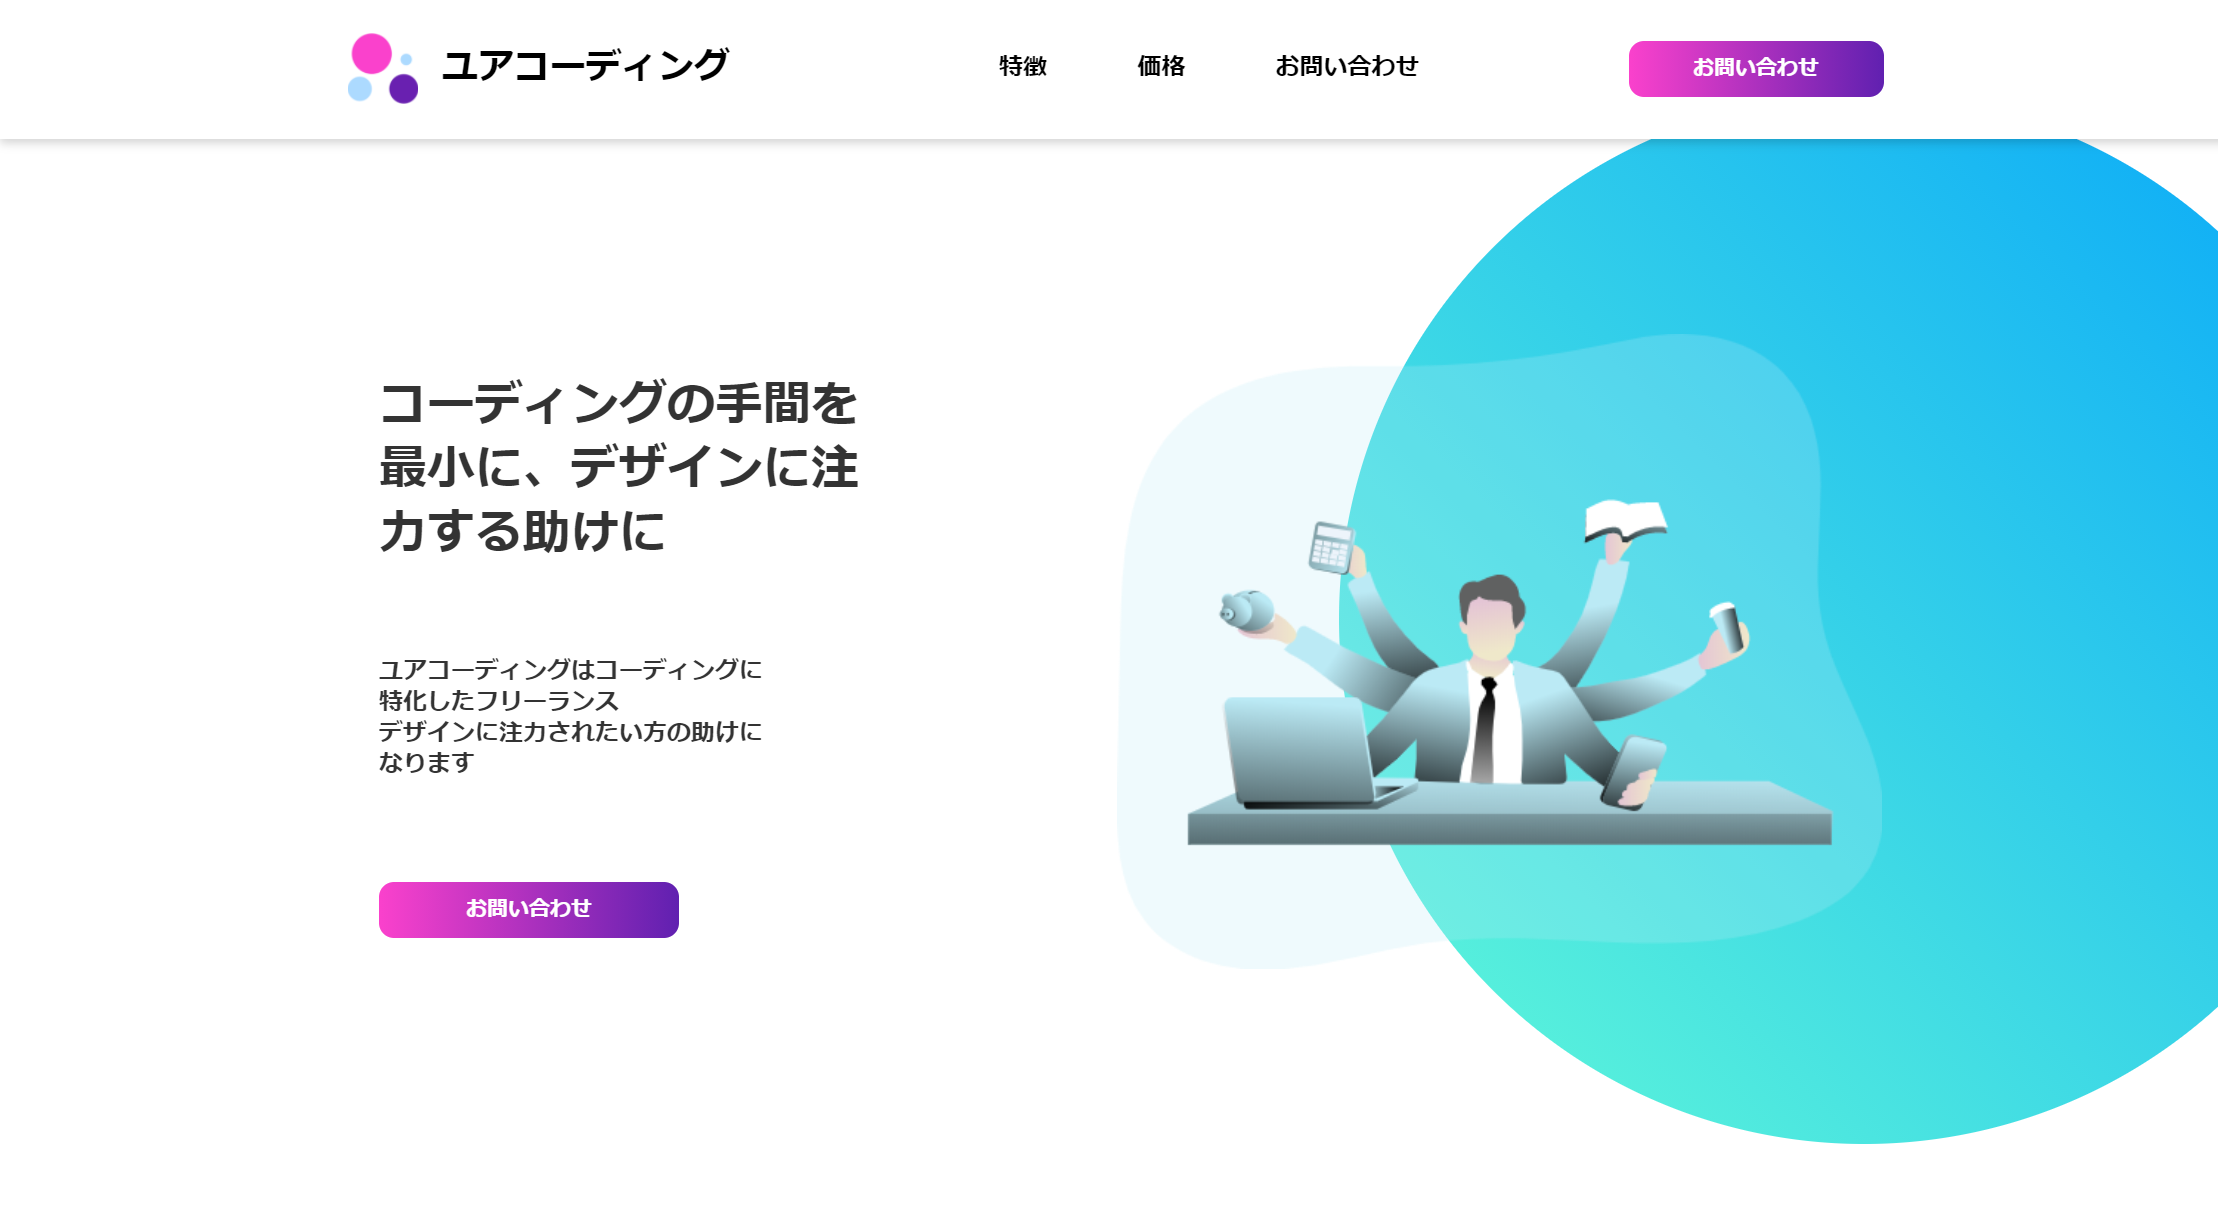 ユアコーディング
特徴
価格
お問い合わせ
お問い合わせ
コーディングの手間を
最小に、デザインに注
力する助けに
ユアコーディングはコーディングに
特化したフリーランス
デザインに注力されたい方の助けに
なります
お問い合わせ